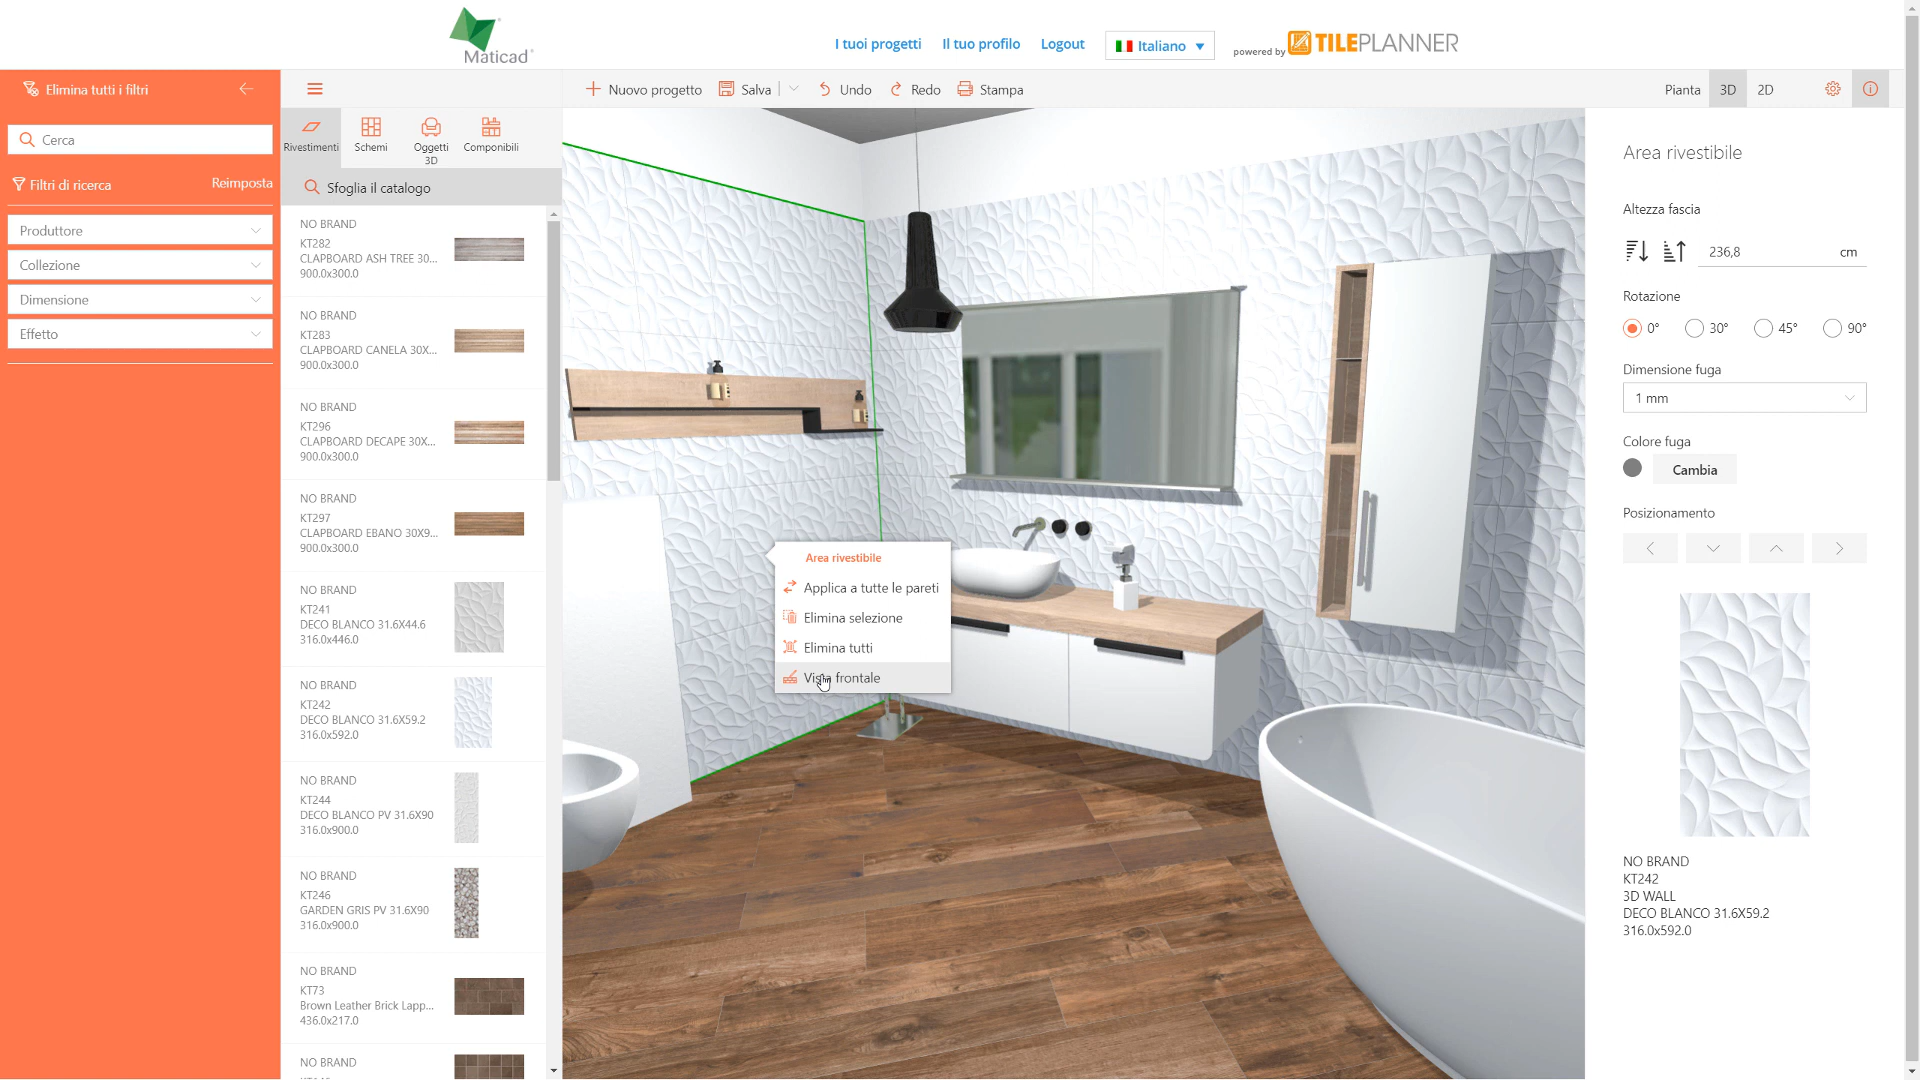 Maticad
I tuoi progetti
Il tuo profilo
Logout
Italiano
powered by TILEPLANNER
Elimina tutti i filtri
Nuovo progetto
Salva
Undo
Redo
Stampa
Pianta
3D
2D
Cerca
Filtri di ricerca
Reimposta
Produttore
Collezione
Dimensione
Effetto
Rivestimenti
Schemi
Oggetti
3D
Componibili
Sfoglia il catalogo
NO BRAND
KT282
CLAPBOARD ASH TREE 30...
900.0x300.0
NO BRAND
KT283
CLAPBOARD CANELA 30X...
900.0x300.0
NO BRAND
KT296
CLAPBOARD DECAPE 30X...
900.0x300.0
NO BRAND
KT297
CLAPBOARD EBANO 30X9...
900.0x300.0
NO BRAND
KT241
DECO BLANCO 31.6X44.6
316.0x446.0
NO BRAND
KT242
DECO BLANCO 31.6X59.2
316.0x592.0
NO BRAND
KT244
DECO BLANCO PV 31.6X90
316.0x900.0
NO BRAND
KT246
GARDEN GRIS PV 31.6X90
316.0x900.0
NO BRAND
KT73
Brown Leather Brick Lapp...
436.0x217.0
NO BRAND
Area rivestibile
Applica a tutte le pareti
Elimina selezione
Elimina tutti
Vista frontale
Area rivestibile
Altezza fascia
236,8 cm
Rotazione
0° 30° 45° 90°
Dimensione fuga
1 mm
Colore fuga
Cambia
Posizionamento
NO BRAND
KT242
3D WALL
DECO BLANCO 31.6X59.2
316.0x592.0